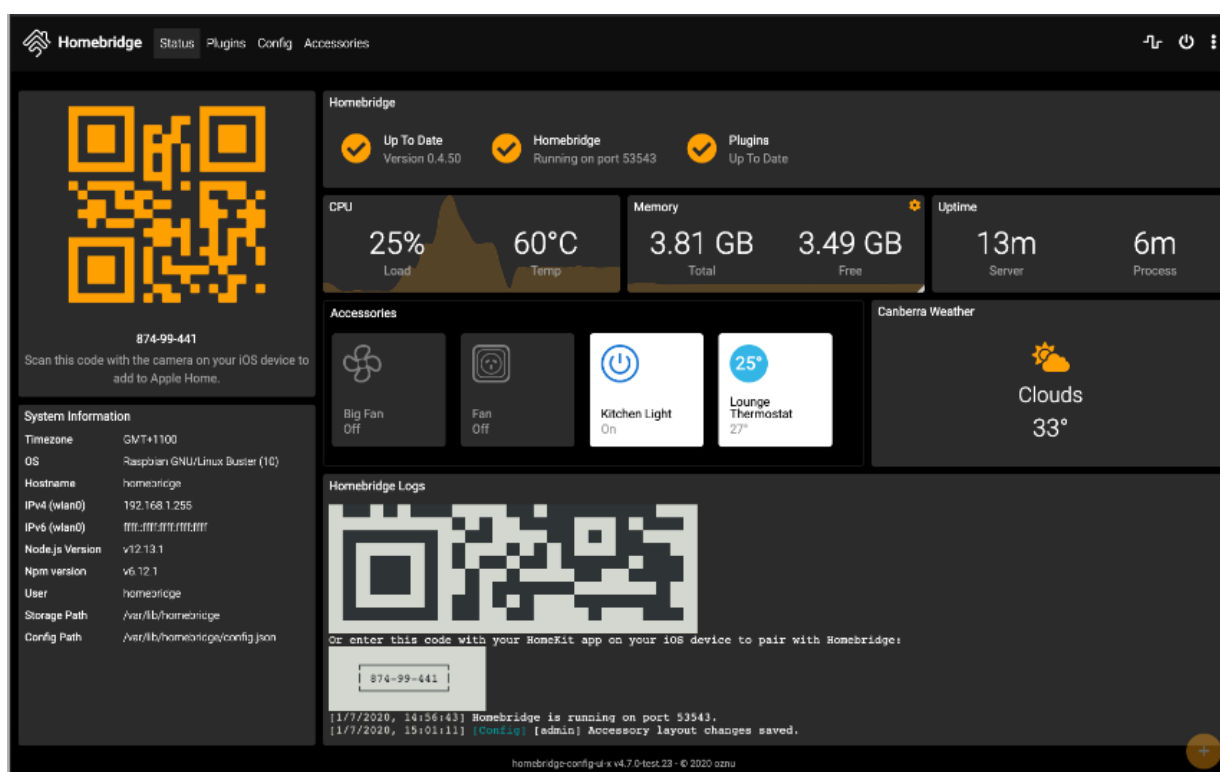 Homebridge Status Plugins Config Accessories
874-99-441
Scan this code with the camera on your iOS device to
add to Apple Home.
System Information
Timezone GMT+1100
OS Raspbian GNU/Linux Buster (10)
Hostname homebridge
IPv4 (wlan0) 192.168.1.255
IPv6 (wlan0)
Node.js Version v12.13.1
Npm version v6.12.1
User homebridge
Storage Path /var/lib/homebridge
Config Path /var/lib/homebridge/config.json
Homebridge
Up To Date
Version 0.4.50
Homebridge
Running on port 53543
Plugins
Up To Date
CPU
25% 60°C
Load Temp
Memory
3.81 GB 3.49 GB
Total Free
Uptime
13m 6m
Server Process
Accessories
Big Fan
Off
Fan
Off
Kitchen Light
On
25°
Lounge
Thermostat
27°
Canberra Weather
Clouds
33°
Homebridge Logs
Or enter this code with your HomeKit app on your iOS device to pair with Homebridge:
874-99-441
[1/7/2020, 14:56:43] Homebridge is running on port 53543.
[1/7/2020, 15:01:11] [Config] [admin] Accessory layout changes saved.
+
homebridge-config-ui-x v4.7.0-test.23 - © 2020 oznu